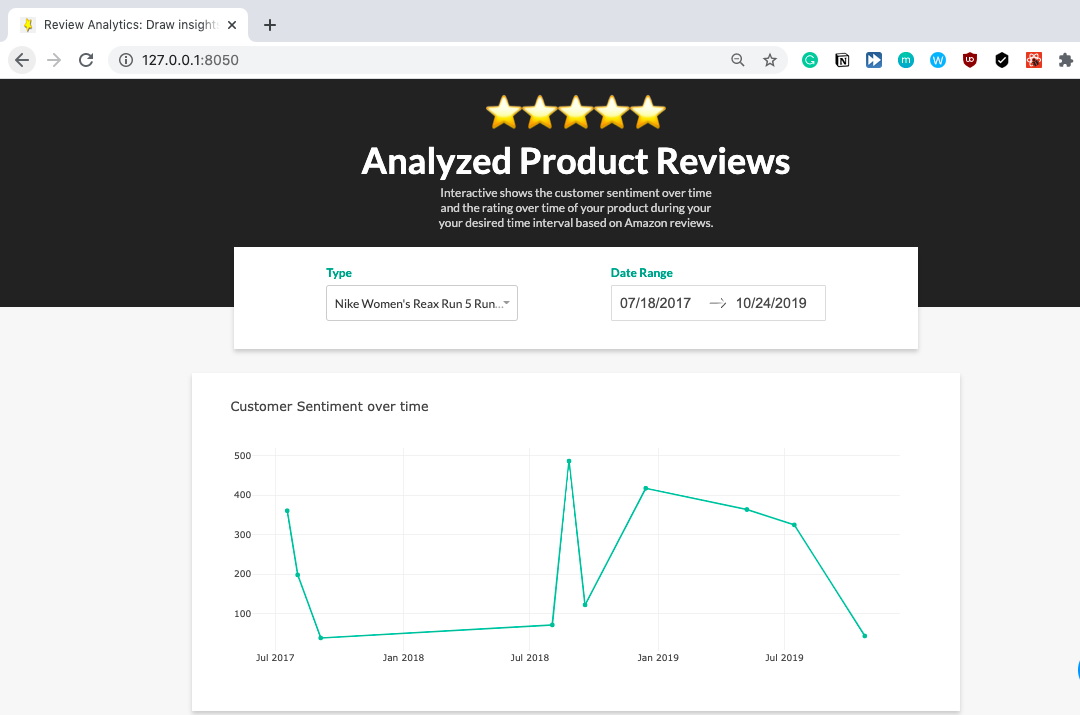 Review Analytics: Draw insights
127.0.0.1:8050
Analyzed Product Reviews
Interactive shows the customer sentiment over time
and the rating over time of your product during your
your desired time interval based on Amazon reviews.
Type
Date Range
Nike Women's Reax Run 5 Run...
07/18/2017
10/24/2019
Customer Sentiment over time
500
400
300
200
100
Jul 2017
Jan 2018
Jul 2018
Jan 2019
Jul 2019